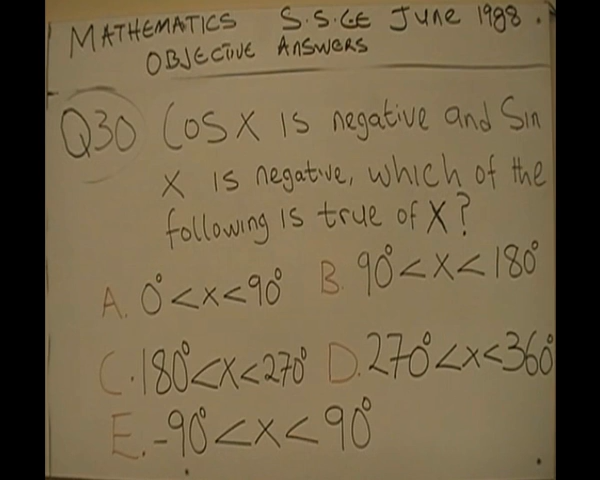 MATHEMATICS S.S.CE June 1988.
OBJECTIVE ANSWERS
Q30 Cos X is negative and Sin
X is negative, which of the
following is true of X?
A. 0° < x < 90° B. 90° < x < 180°
C. 180° < x < 270° D. 270° < x < 360°
E. -90° < x < 90°